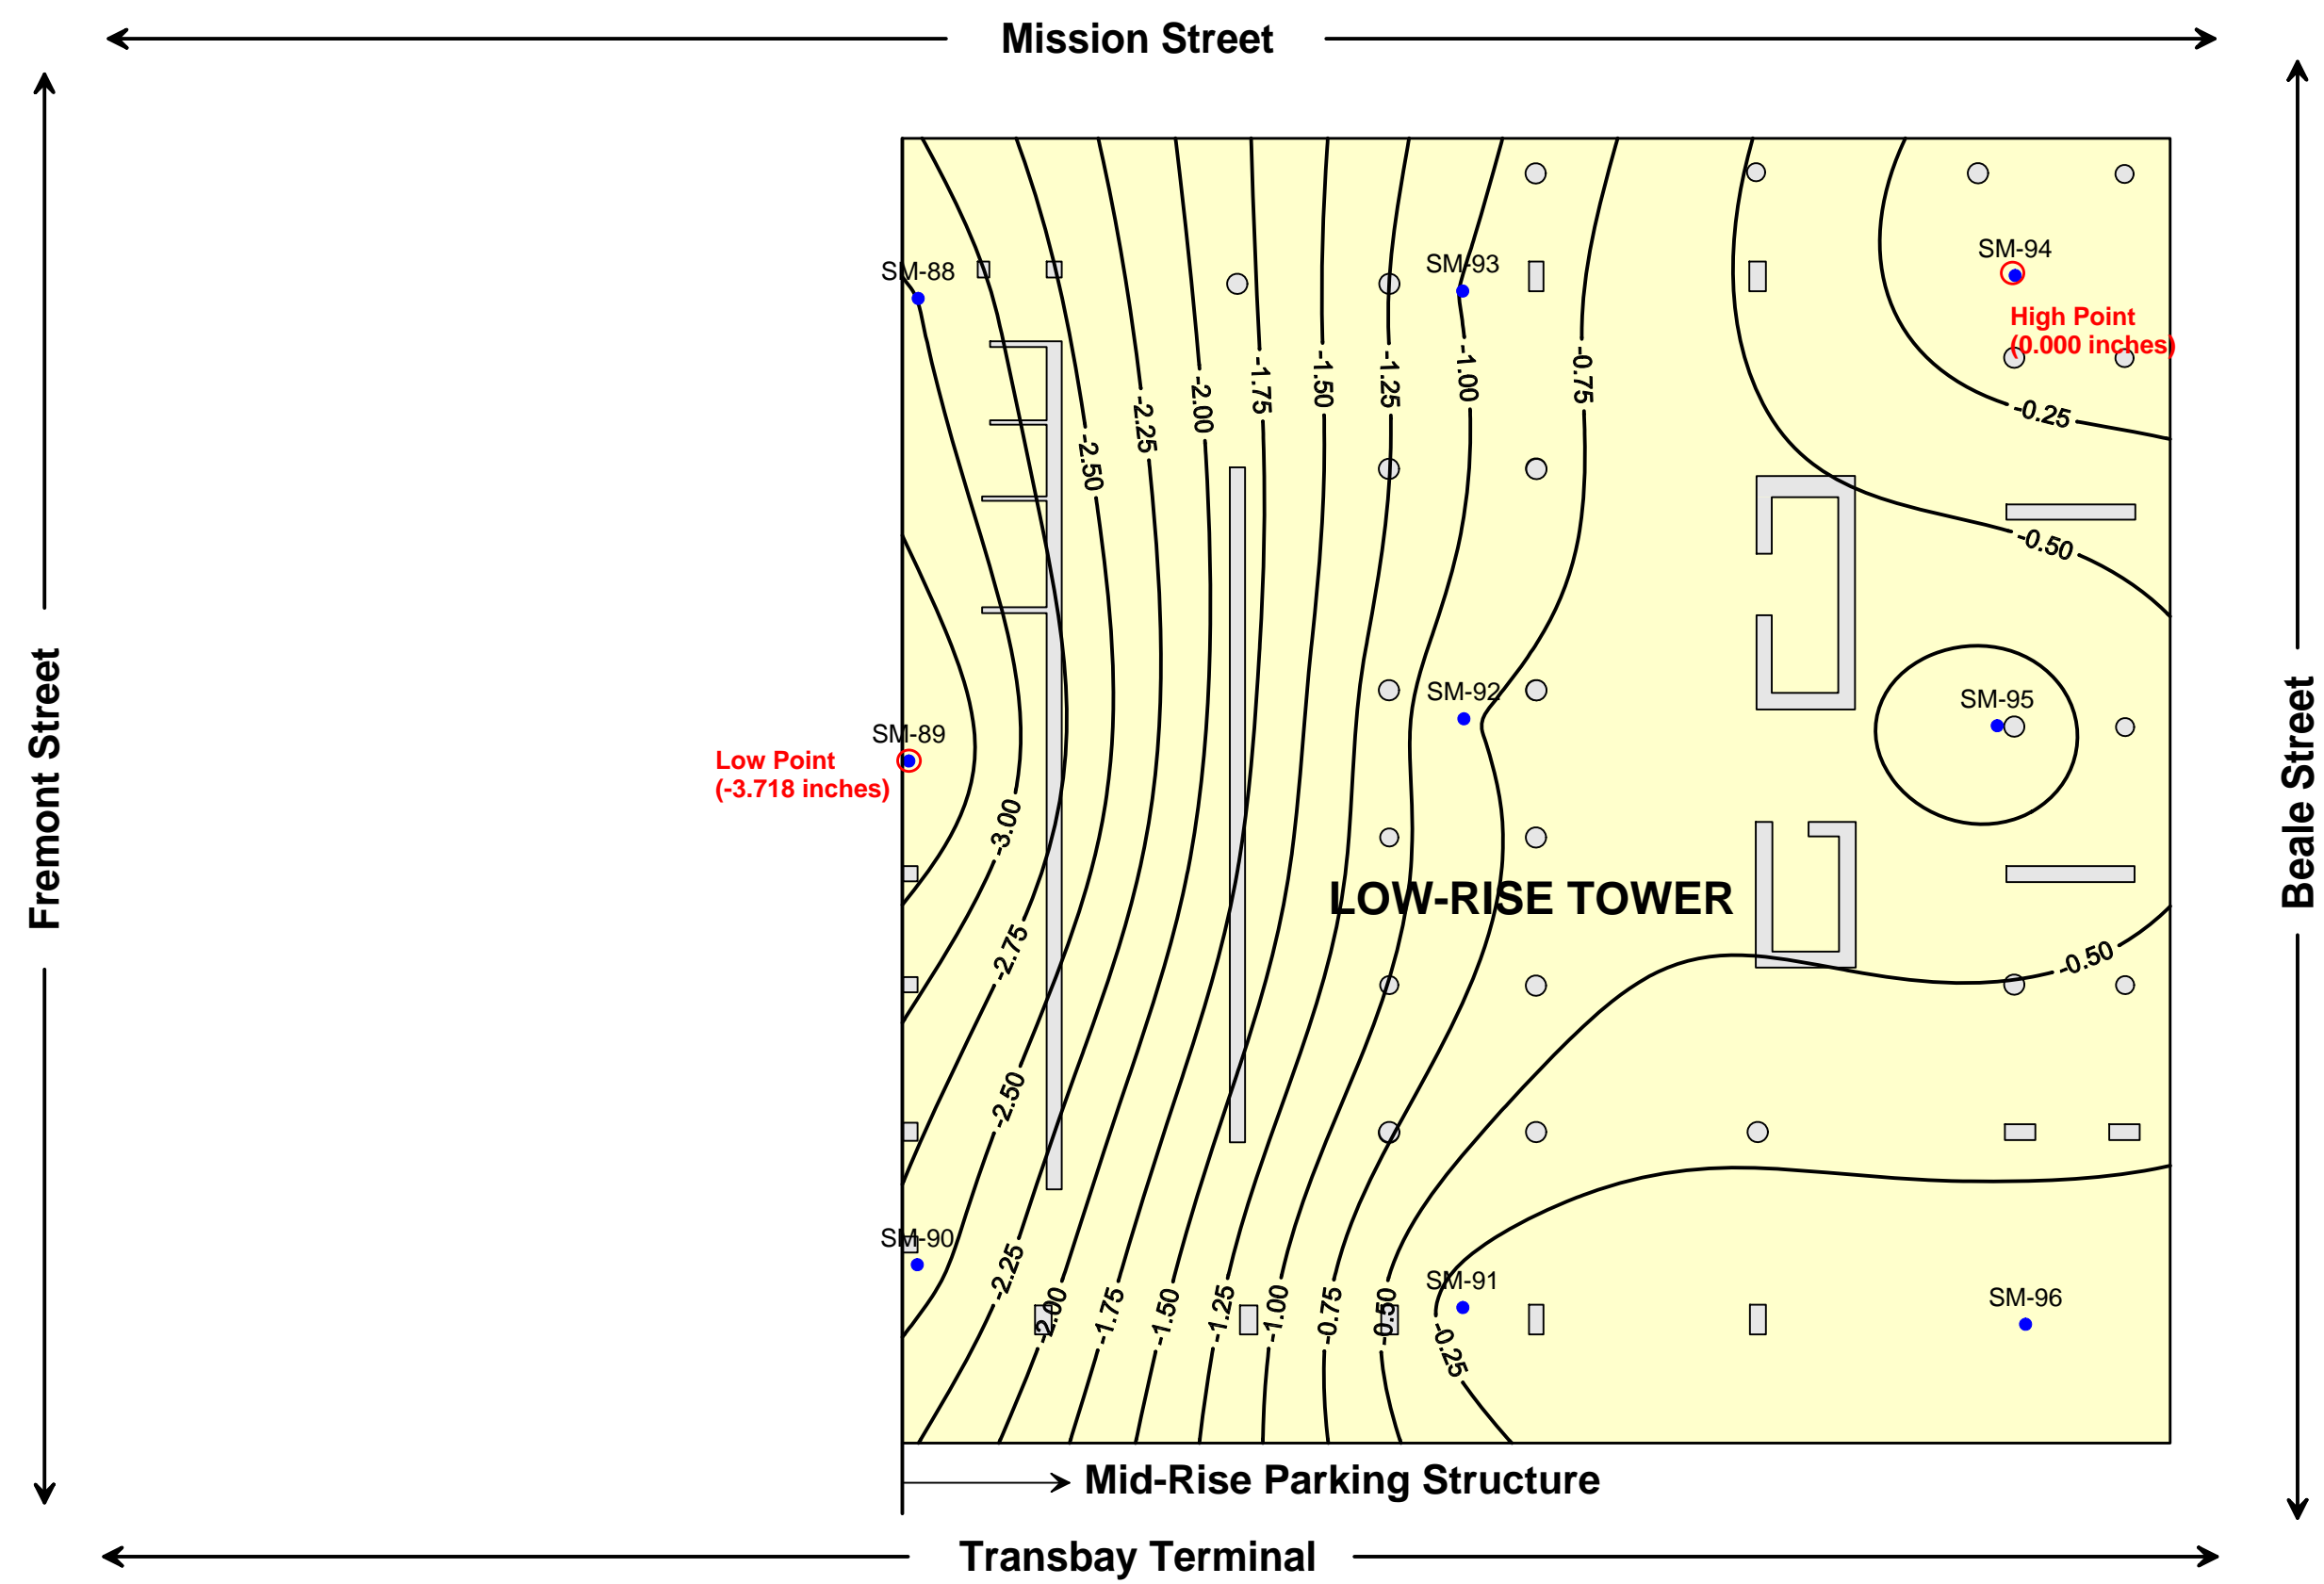 Mission Street
SM-88
SM-93
SM-94
High Point
(0.000 inches)
-2.50
-2.25
-2.00
-1.75
-1.50
-1.25
-1.00
-0.75
-0.25
-0.50
Fremont Street
Beale Street
SM-89
SM-92
SM-95
Low Point
(-3.718 inches)
-3.00
LOW-RISE TOWER
-2.75
-0.50
-2.50
SM-90
-2.25
SM-91
SM-96
-2.00
-1.75
-1.50
-1.25
-1.00
-0.75
-0.50
-0.25
Mid-Rise Parking Structure
Transbay Terminal